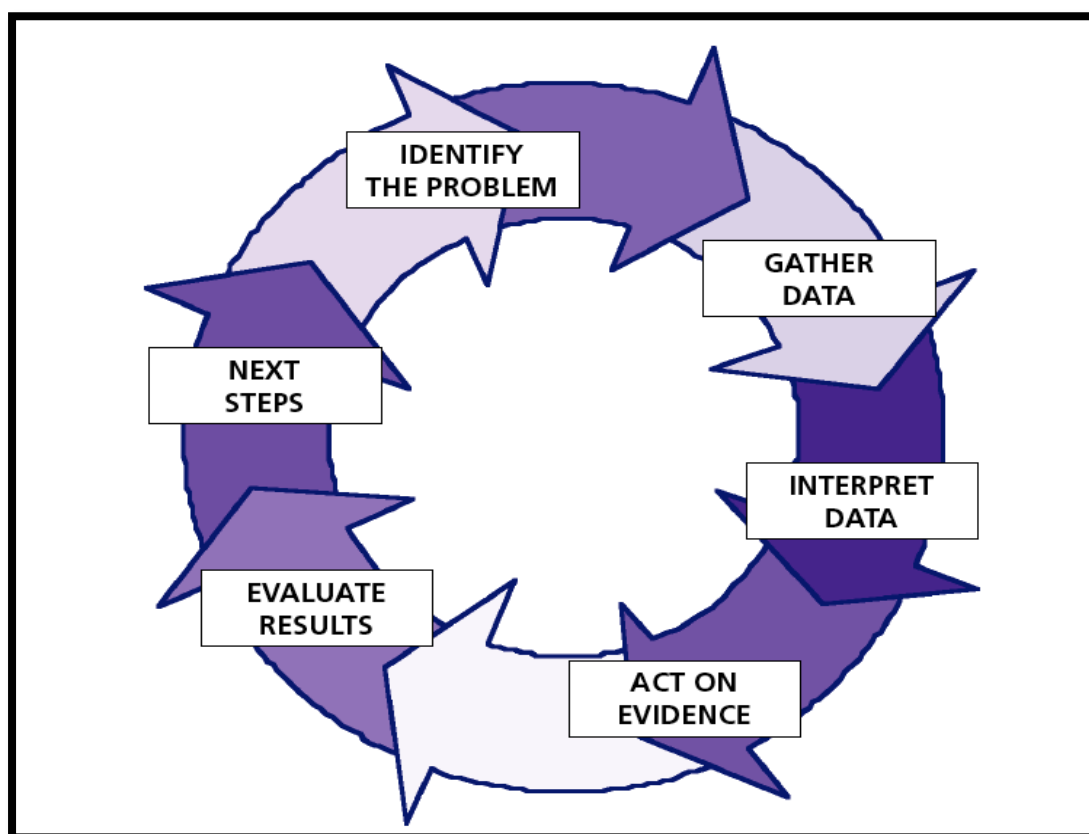 IDENTIFY
THE PROBLEM
GATHER
DATA
INTERPRET
DATA
ACT ON
EVIDENCE
EVALUATE
RESULTS
NEXT
STEPS